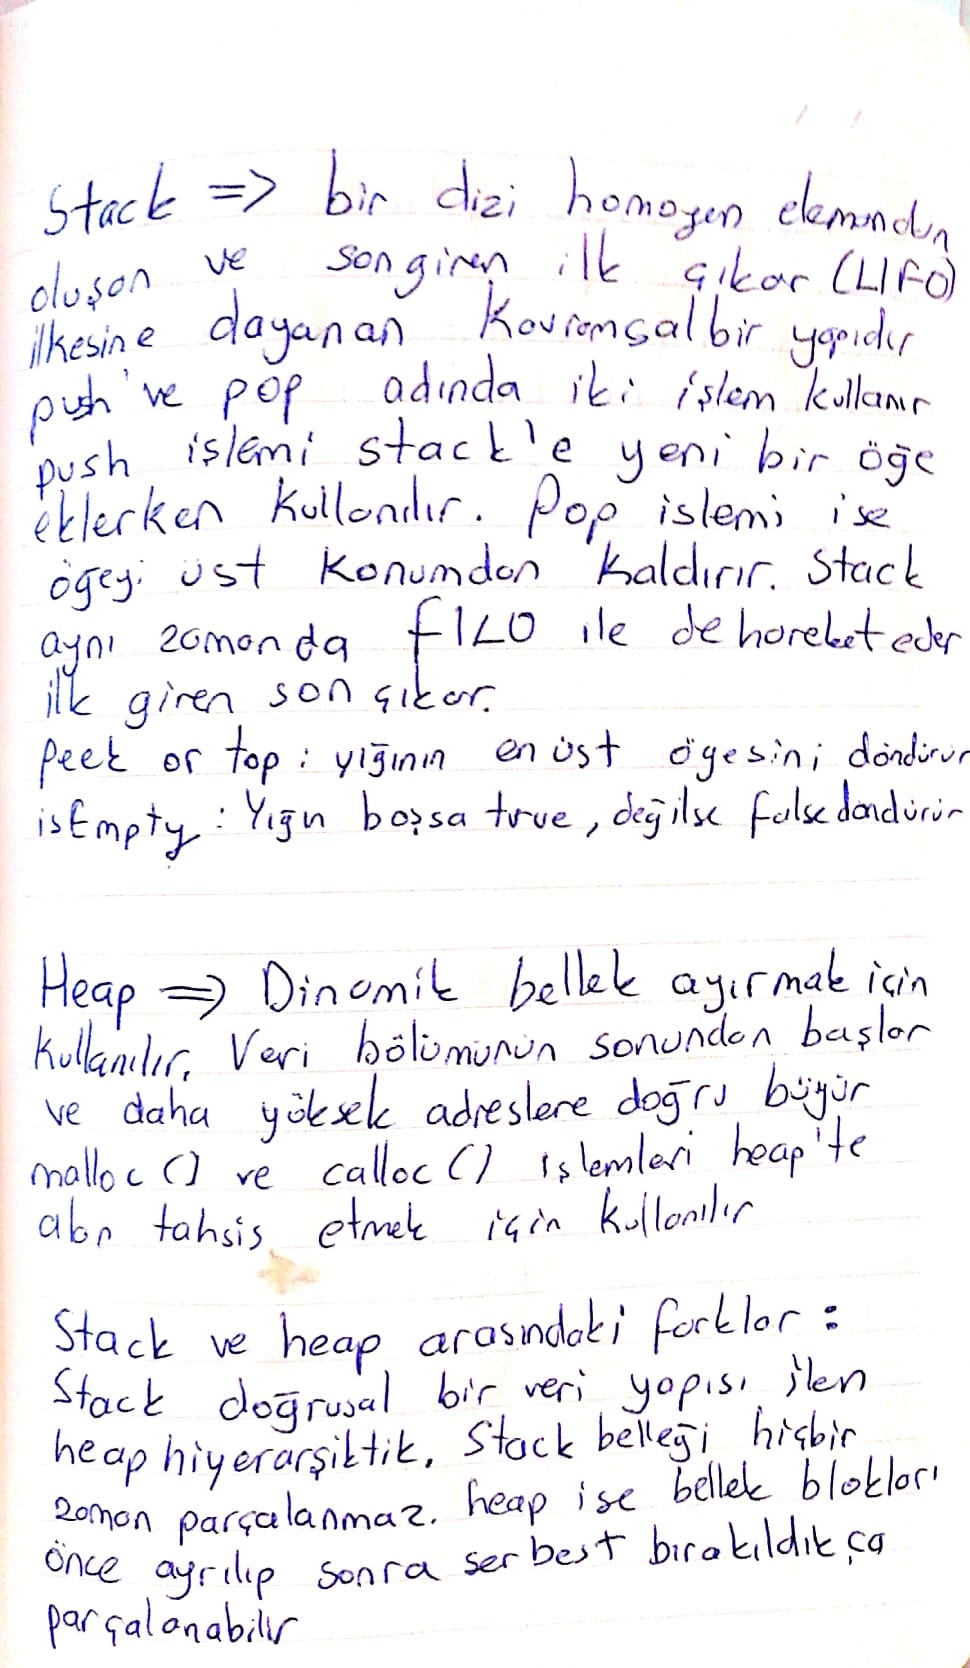 Stack => bir dizi homojen elemandan
oluşan ve son giren ilk çıkar (LIFO)
ilkesine dayanan kavramsal bir yapıdır
push've pop adında iki işlem kullanır
push işlemi stack'e yeni bir öğe
eklerken kullanılır. Pop islemi ise
öğeyi üst konumdan kaldırır. Stack
aynı zamanda FILO ile de hareket eder
ilk giren son çıkar.
Peek or top : yığının en üst öğesini döndürür
isEmpty : Yığın boşsa true, değilse false döndürür
Heap => Dinamik bellek ayırmak için
kullanılır. Veri bölümünün sonundan başlar
ve daha yüksek adreslere doğru büyür
malloc () ve calloc () işlemleri heap'te
alan tahsis etmek için kullanılır
Stack ve heap arasındaki farklar :
Stack doğrusal bir veri yapısı iken
heap hiyerarşiktik. Stack belleği hiçbir
zaman parçalanmaz. heap ise bellek blokları
önce ayrılıp sonra serbest bırakıldıkça
parçalanabilir